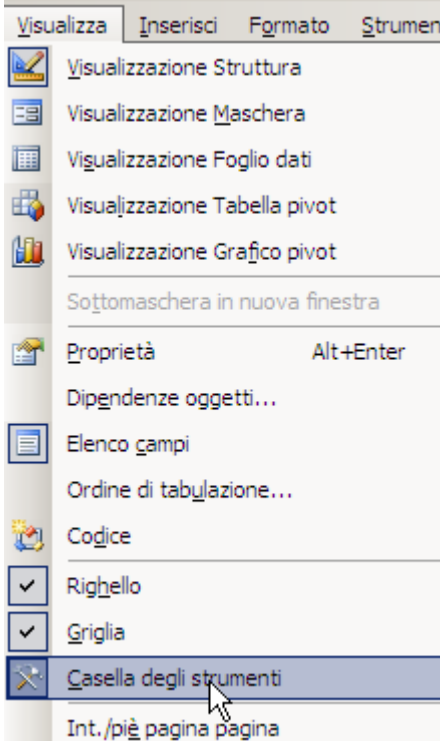 Visualizza Inserisci Formato Strumen
Visualizzazione Struttura
Visualizzazione Maschera
Visualizzazione Foglio dati
Visualizzazione Tabella pivot
Visualizzazione Grafico pivot
Sottomaschera in nuova finestra
Proprietà Alt+Enter
Dipendenze oggetti...
Elenco campi
Ordine di tabulazione...
Codice
Righello
Griglia
Casella degli strumenti
Int./piè pagina pagina